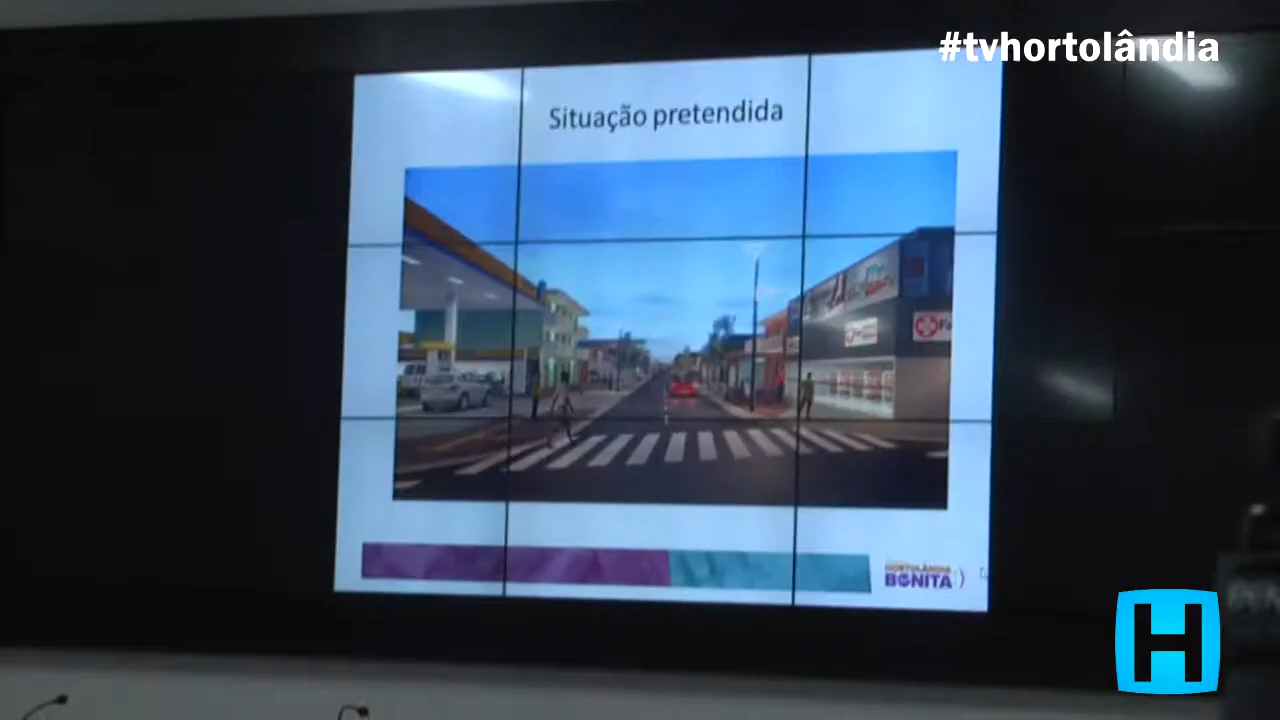 #tvhortolândia
Situação pretendida
HORTOLÂNDIA
BONITA
H